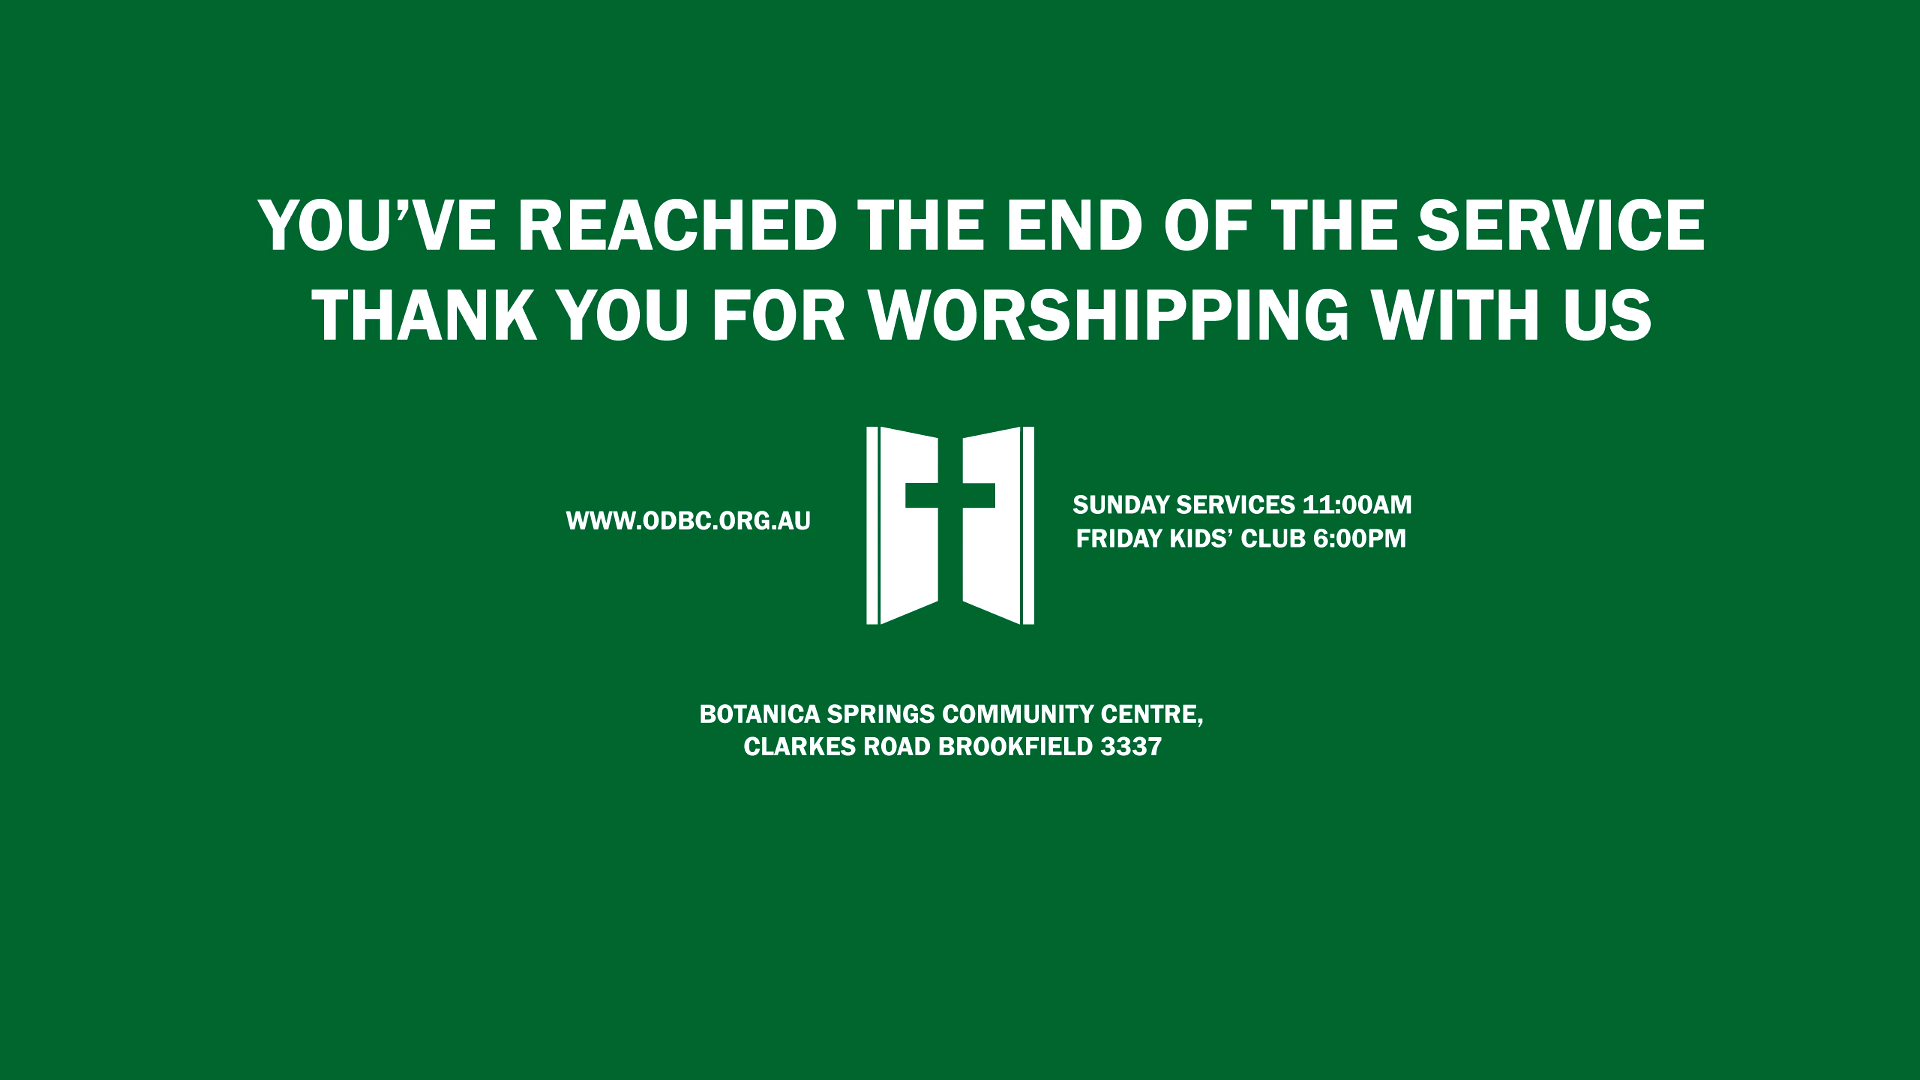 YOU’VE REACHED THE END OF THE SERVICE
THANK YOU FOR WORSHIPPING WITH US
WWW.ODBC.ORG.AU
SUNDAY SERVICES 11:00AM
FRIDAY KIDS’ CLUB 6:00PM
BOTANICA SPRINGS COMMUNITY CENTRE,
CLARKES ROAD BROOKFIELD 3337